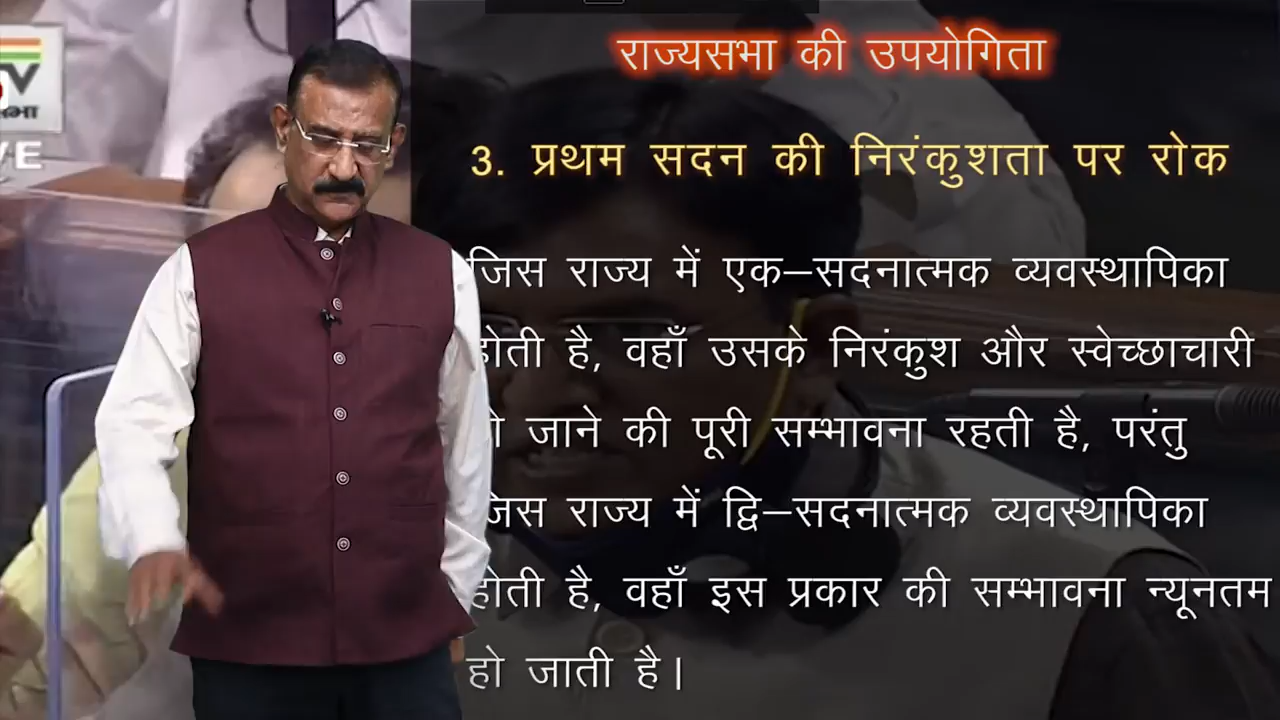 राज्यसभा की उपयोगिता
3. प्रथम सदन की निरंकुशता पर रोक
जिस राज्य में एक–सदनात्मक व्यवस्थापिका
होती है, वहाँ उसके निरंकुश और स्वेच्छाचारी
जाने की पूरी सम्भावना रहती है, परंतु
जिस राज्य में द्वि–सदनात्मक व्यवस्थापिका
होती है, वहाँ इस प्रकार की सम्भावना न्यूनतम
हो जाती है।